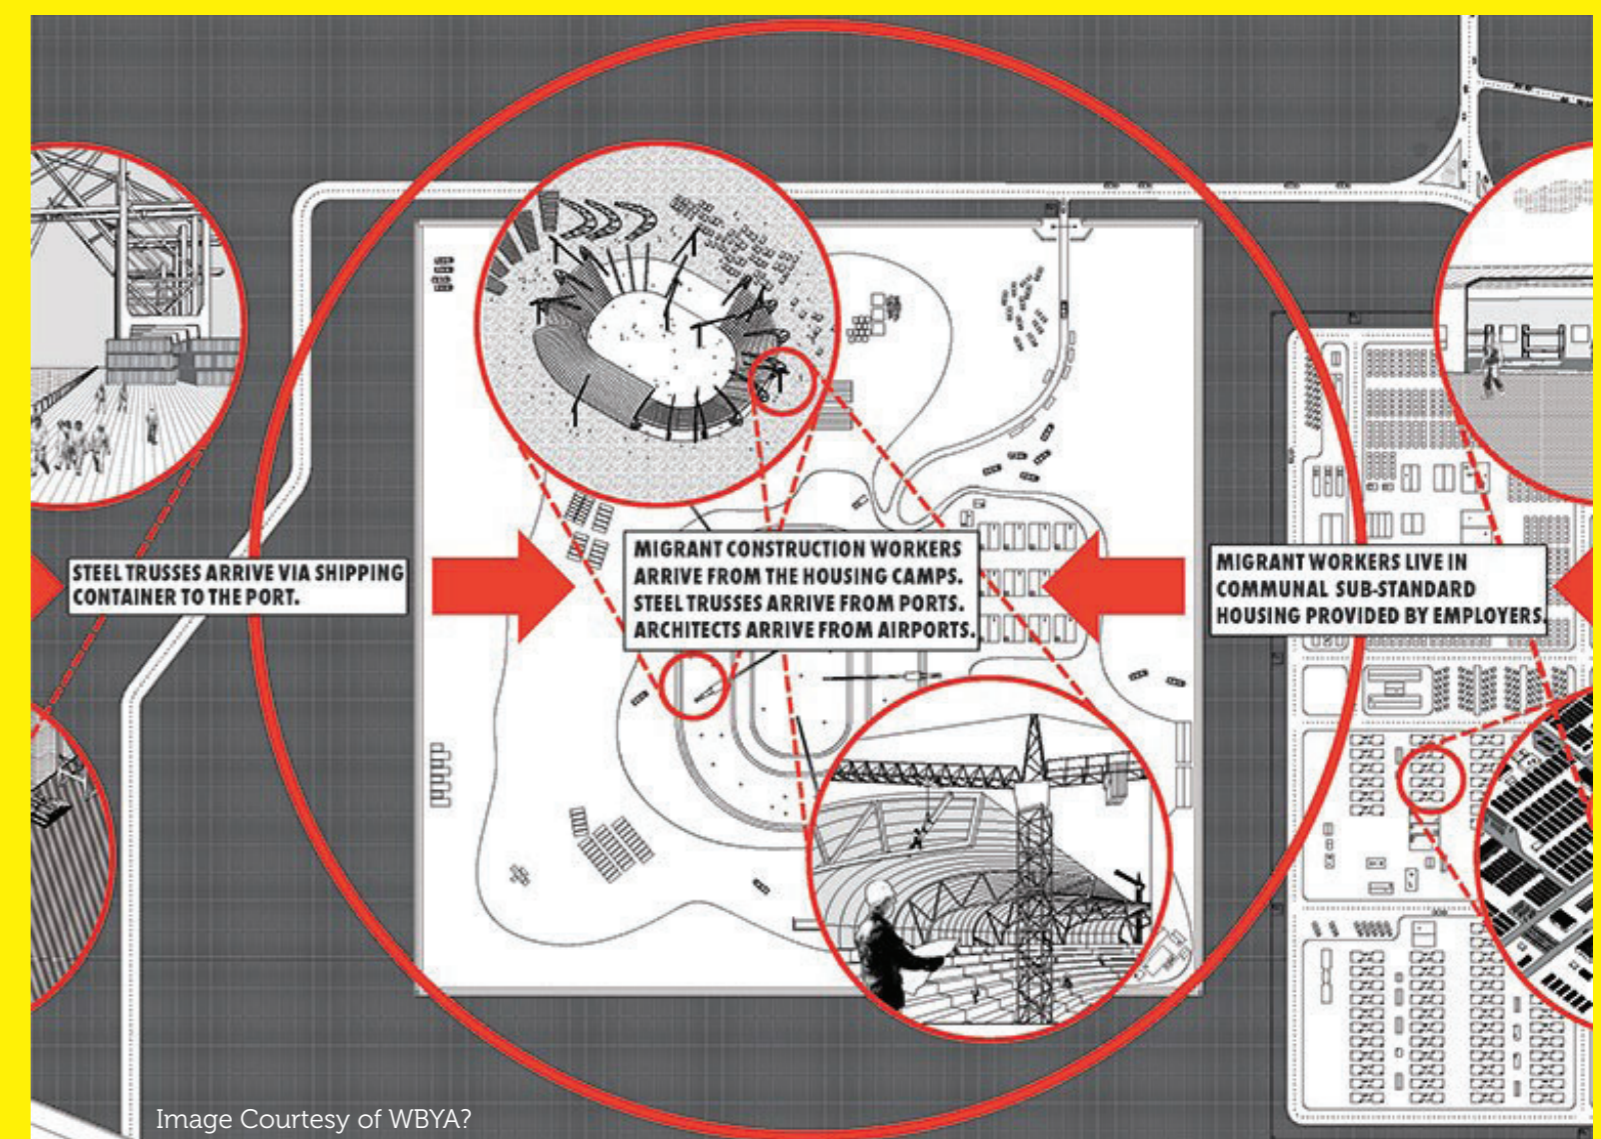 STEEL TRUSSES ARRIVE VIA SHIPPING
CONTAINER TO THE PORT.
MIGRANT CONSTRUCTION WORKERS
ARRIVE FROM THE HOUSING CAMPS.
STEEL TRUSSES ARRIVE FROM PORTS.
ARCHITECTS ARRIVE FROM AIRPORTS.
MIGRANT WORKERS LIVE IN
COMMUNAL SUB-STANDARD
HOUSING PROVIDED BY EMPLOYERS.
Image Courtesy of WBYA?